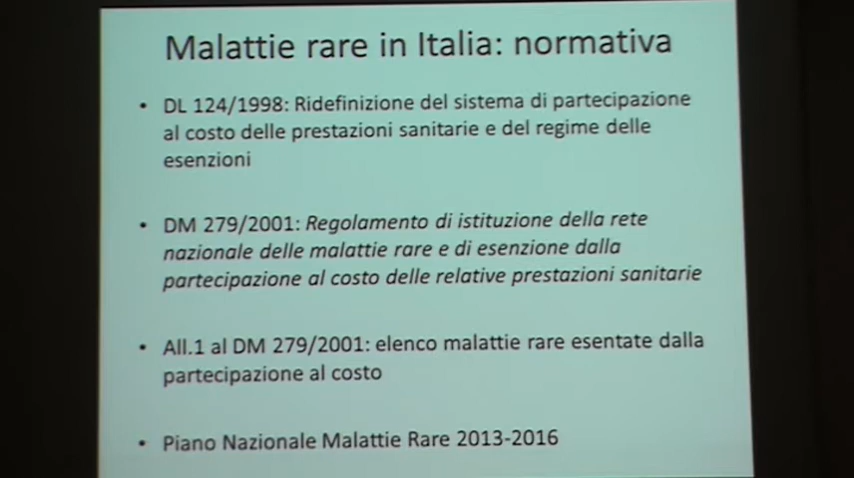 Malattie rare in Italia: normativa
• DL 124/1998: Ridefinizione del sistema di partecipazione
al costo delle prestazioni sanitarie e del regime delle
esenzioni
• DM 279/2001: Regolamento di istituzione della rete
nazionale delle malattie rare e di esenzione dalla
partecipazione al costo delle relative prestazioni sanitarie
• All.1 al DM 279/2001: elenco malattie rare esentate dalla
partecipazione al costo
• Piano Nazionale Malattie Rare 2013-2016